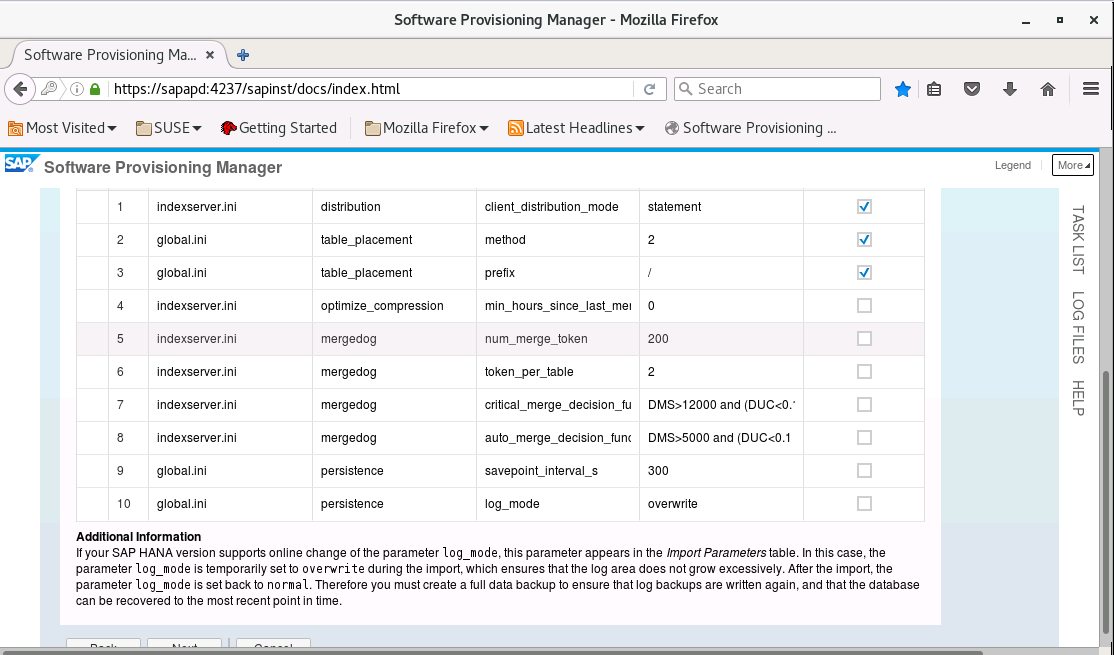 Software Provisioning Manager - Mozilla Firefox
Software Provisioning Ma...
https://sapapd:4237/sapinst/docs/index.html
Search
Most Visited SUSE Getting Started Mozilla Firefox Latest Headlines Software Provisioning ...
SAP Software Provisioning Manager Legend More
1 indexserver.ini distribution client_distribution_mode statement
2 global.ini table_placement method 2
3 global.ini table_placement prefix /
4 indexserver.ini optimize_compression min_hours_since_last_mer 0
5 indexserver.ini mergedog num_merge_token 200
6 indexserver.ini mergedog token_per_table 2
7 indexserver.ini mergedog critical_merge_decision_fu DMS>12000 and (DUC<0.1
8 indexserver.ini mergedog auto_merge_decision_func DMS>5000 and (DUC<0.1
9 global.ini persistence savepoint_interval_s 300
10 global.ini persistence log_mode overwrite
Additional Information
If your SAP HANA version supports online change of the parameter log_mode, this parameter appears in the Import Parameters table. In this case, the
parameter log_mode is temporarily set to overwrite during the import, which ensures that the log area does not grow excessively. After the import, the
parameter log_mode is set back to normal. Therefore you must create a full data backup to ensure that log backups are written again, and that the database
can be recovered to the most recent point in time.
Back Next Cancel
TASK LIST
LOG FILES
HELP